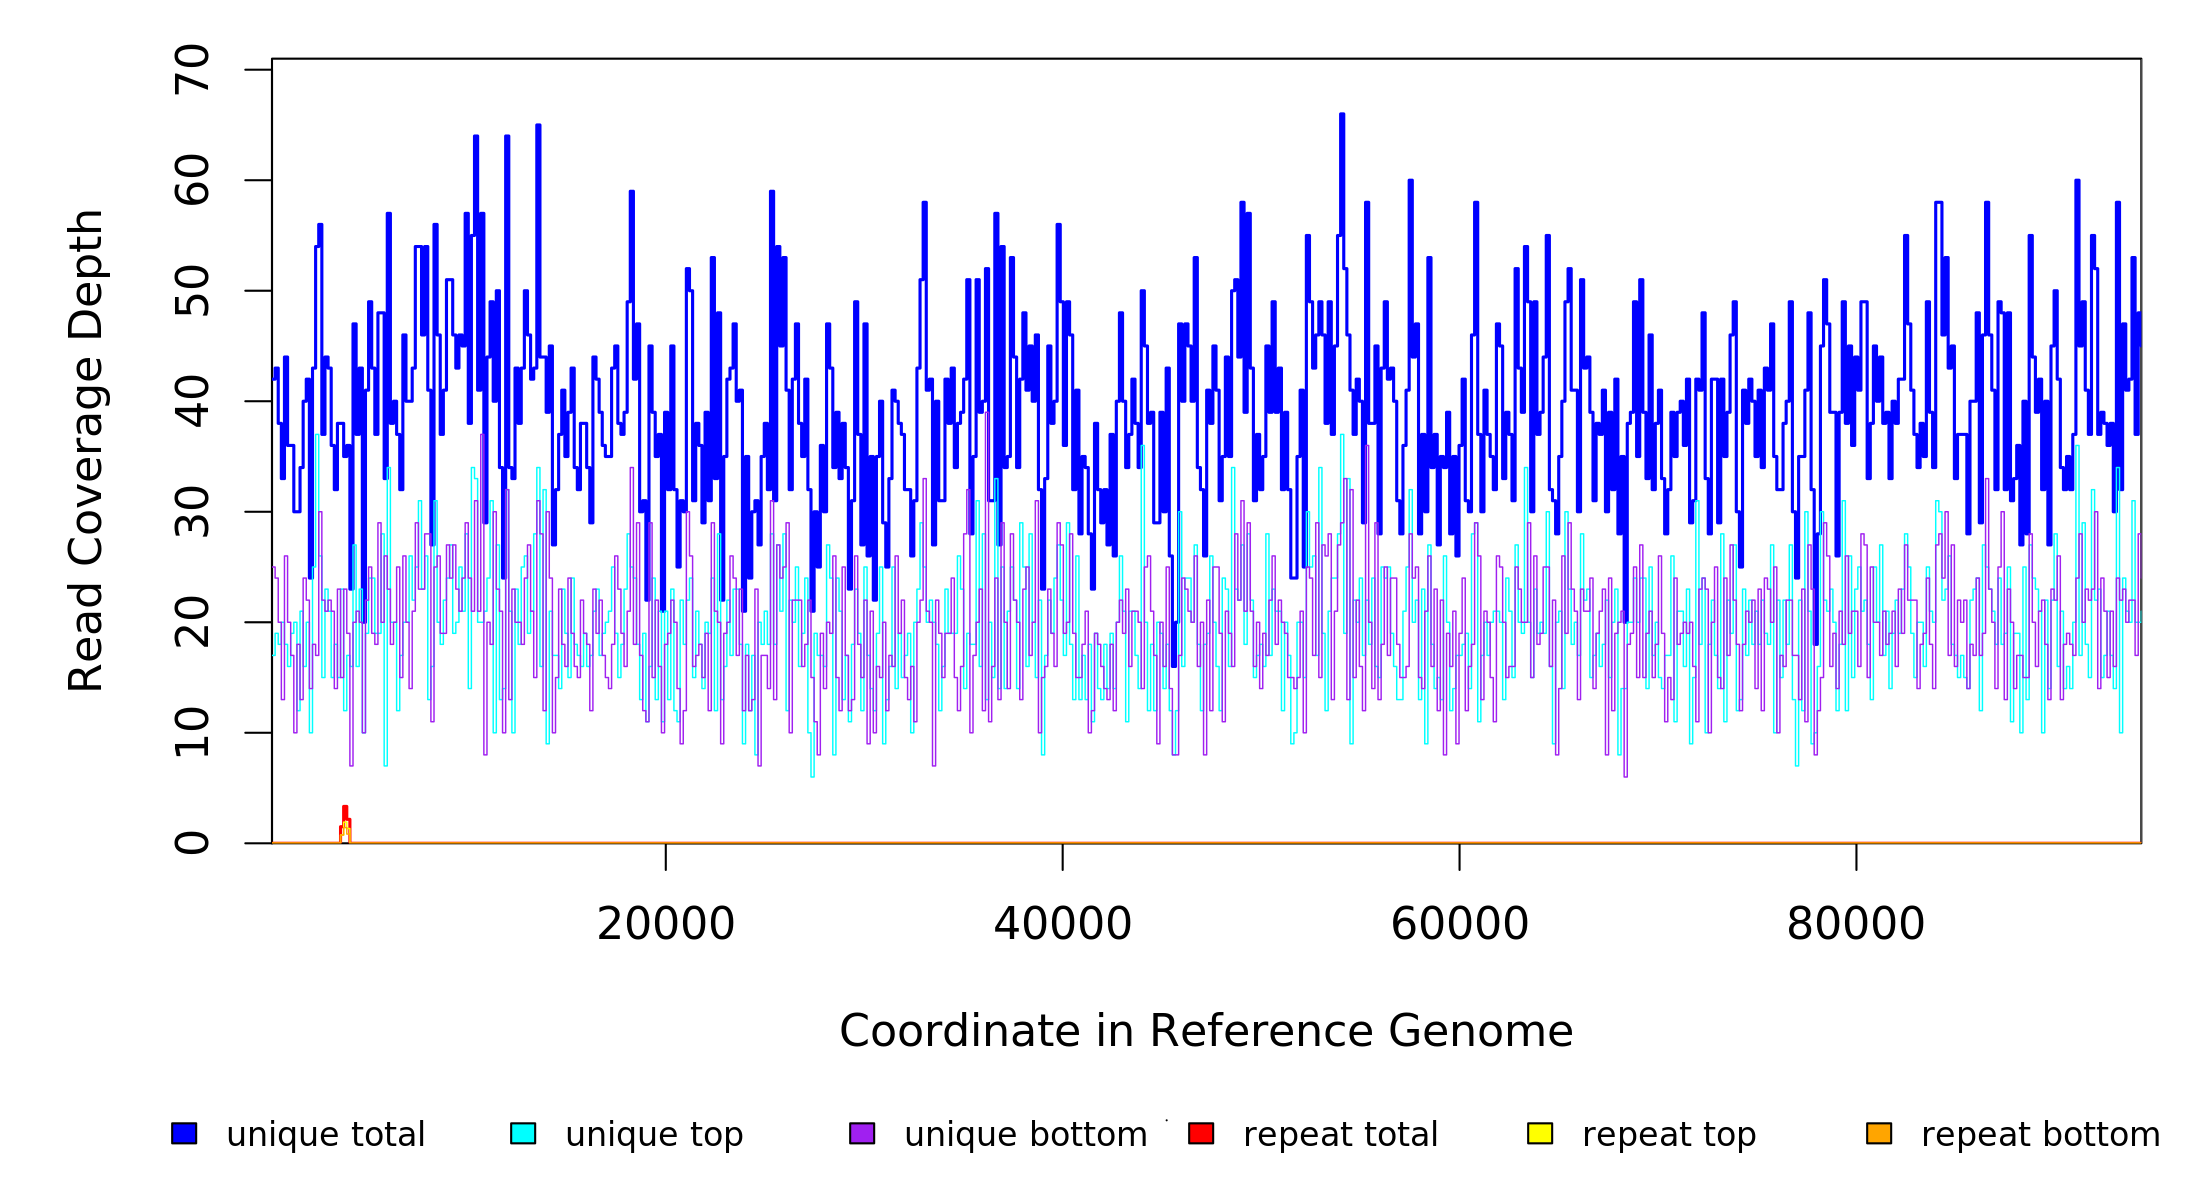 Read Coverage Depth
70
60
50
40
30
20
10
0
20000 40000 60000 80000
Coordinate in Reference Genome
unique total unique top unique bottom repeat total repeat top repeat bottom